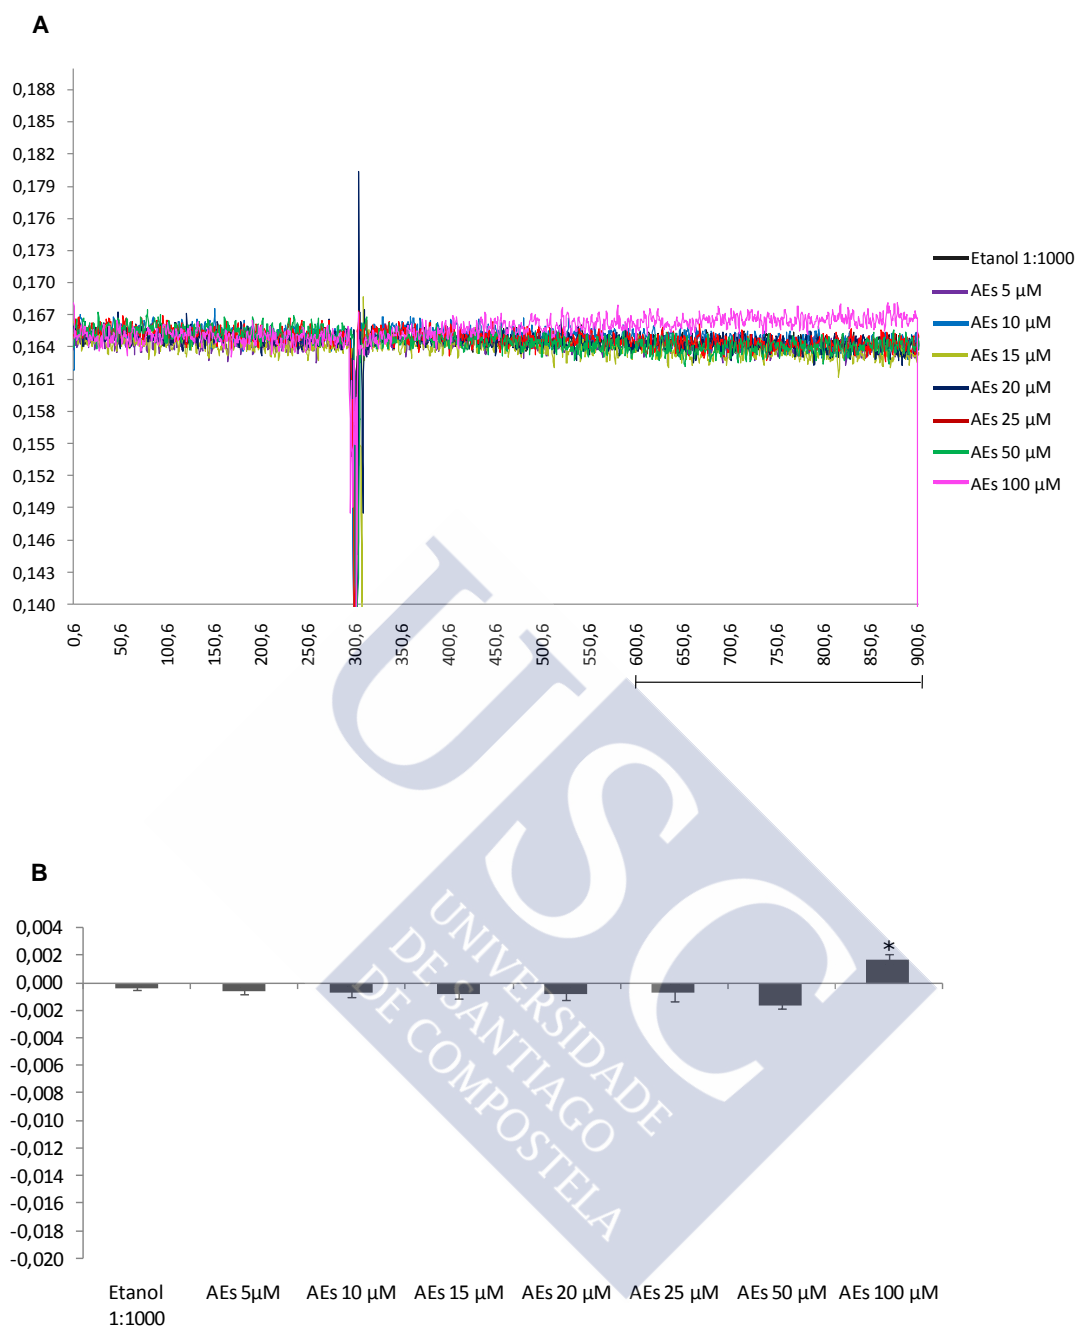 A
0,188
0,185
0,182
0,179
0,176
0,173
0,170
0,167
0,164
0,161
0,158
0,155
0,152
0,149
0,146
0,143
0,140
0,6
50,6
100,6
150,6
200,6
250,6
300,6
350,6
400,6
450,6
500,6
550,6
600,6
650,6
700,6
750,6
800,6
850,6
900,6
Etanol 1:1000
AEs 5 µM
AEs 10 µM
AEs 15 µM
AEs 20 µM
AEs 25 µM
AEs 50 µM
AEs 100 µM
USC
UNIVERSIDADE
DE SANTIAGO
DE COMPOSTELA
B
0,004
0,002
0,000
-0,002
-0,004
-0,006
-0,008
-0,010
-0,012
-0,014
-0,016
-0,018
-0,020
*
Etanol
1:1000
AEs 5µM
AEs 10 µM
AEs 15 µM
AEs 20 µM
AEs 25 µM
AEs 50 µM
AEs 100 µM